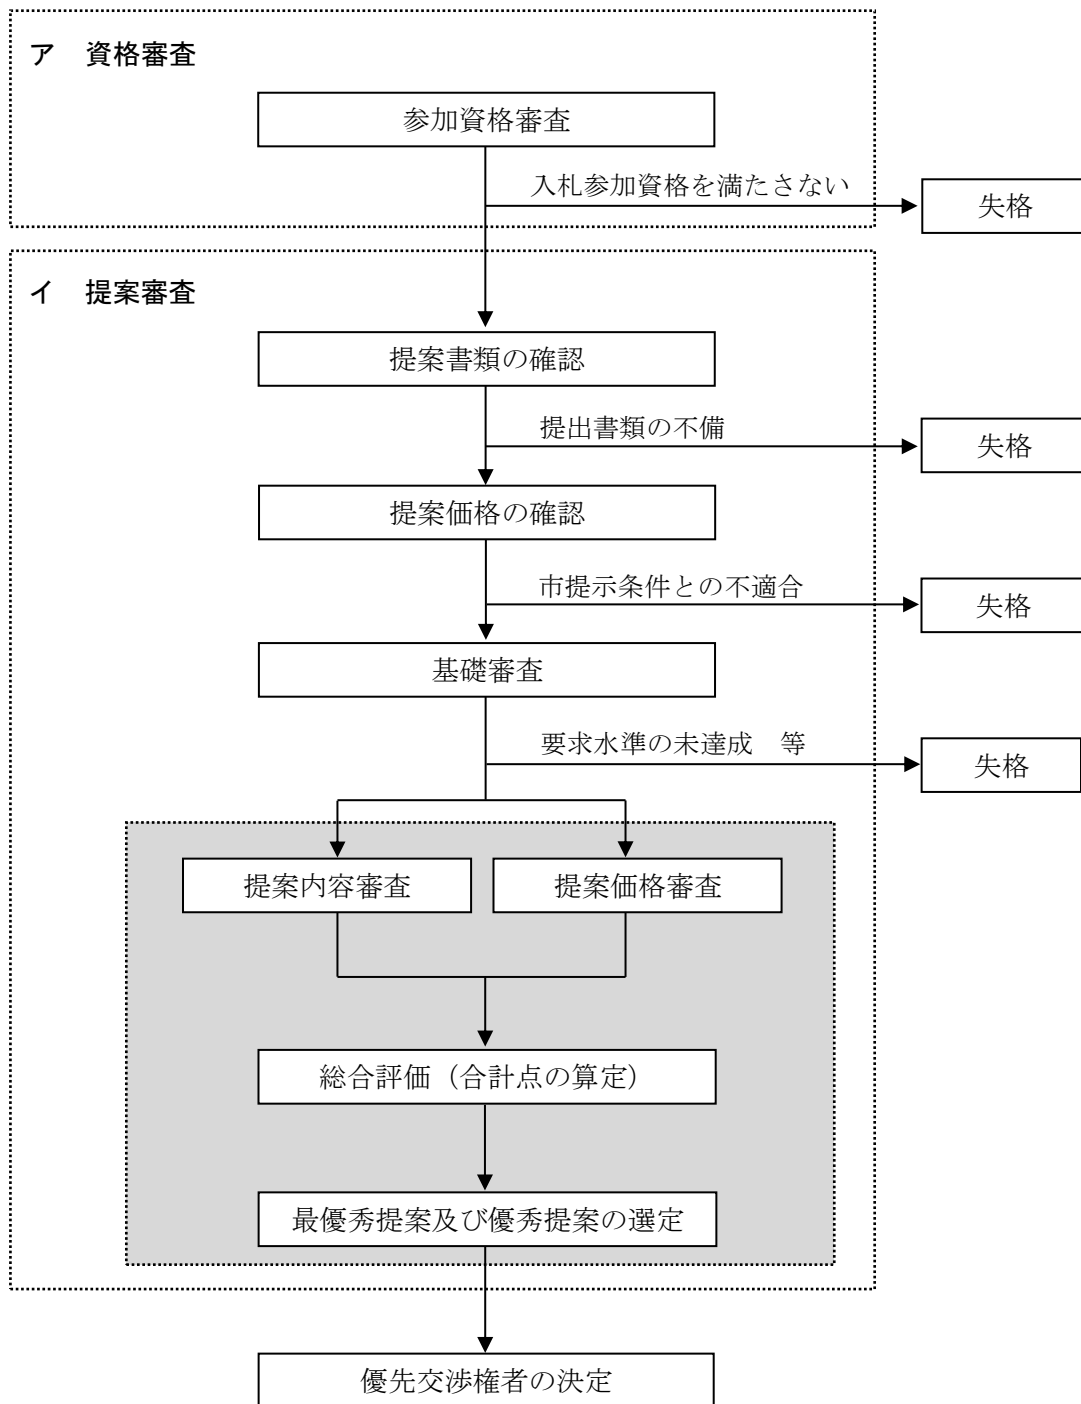 ア　資格審査
参加資格審査
入札参加資格を満たさない
失格
イ　提案審査
提案書類の確認
提出書類の不備
失格
提案価格の確認
市提示条件との不適合
失格
基礎審査
要求水準の未達成　等
失格
提案内容審査
提案価格審査
総合評価（合計点の算定）
最優秀提案及び優秀提案の選定
優先交渉権者の決定